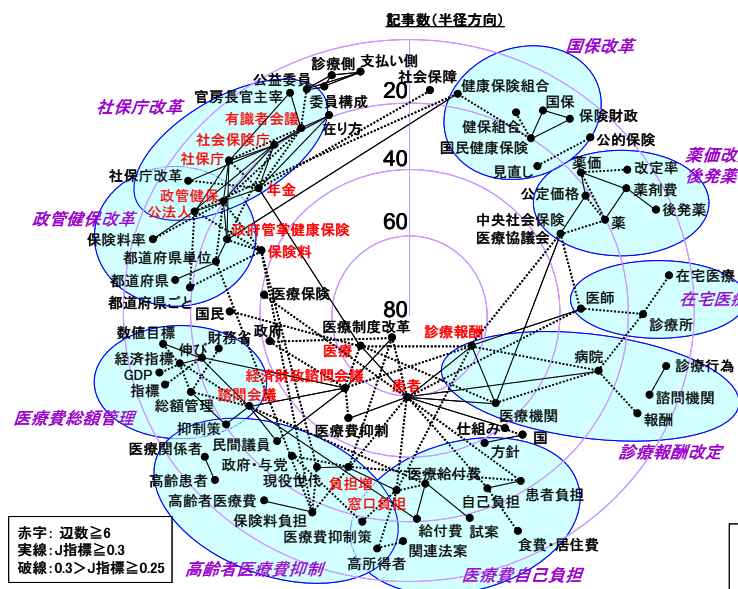 記事数(半径方向)
国保改革
診療側
支払い側
公益委員
社会保障
健康保険組合
官房長官主宰
委員構成
20
国保
社保庁改革
有識者会議
在り方
健保組合
保険財政
社会保険庁
国民健康保険
公的保険
社保庁
40
見直し
薬価
薬価改
改定率
後発薬
社保庁改革
年金
政管健保
公定価格
薬剤費
後発薬
政管健保改革
公法人
中央社会保険
医療協議会
薬
政府管掌健康保険
60
保険料率
保険料
都道府県単位
都道府県
都道府県ごと
医療保険
在宅医療
在宅医療
医師
国民
80
診療所
数値目標
財務省
政府
医療制度改革
診療報酬
伸び
医療
経済指標
GDP
指標
経済財政諮問会議
患者
病院
診療行為
諮問機関
総額管理
諮問会議
医療機関
報酬
医療費総額管理
抑制策
医療費抑制
仕組み
国
方針
診療報酬改定
医療関係者
民間議員
政府・与党
高齢患者
現役世代
医療給付費
負担増
自己負担
患者負担
高齢者医療費
窓口負担
保険料負担
医療費抑制策
給付費
試案
食費・居住費
関連法案
高所得者
高齢者医療費抑制
医療費自己負担
赤字: 辺数≧6
実線:J指標≧0.3
破線:0.3>J指標≧0.25